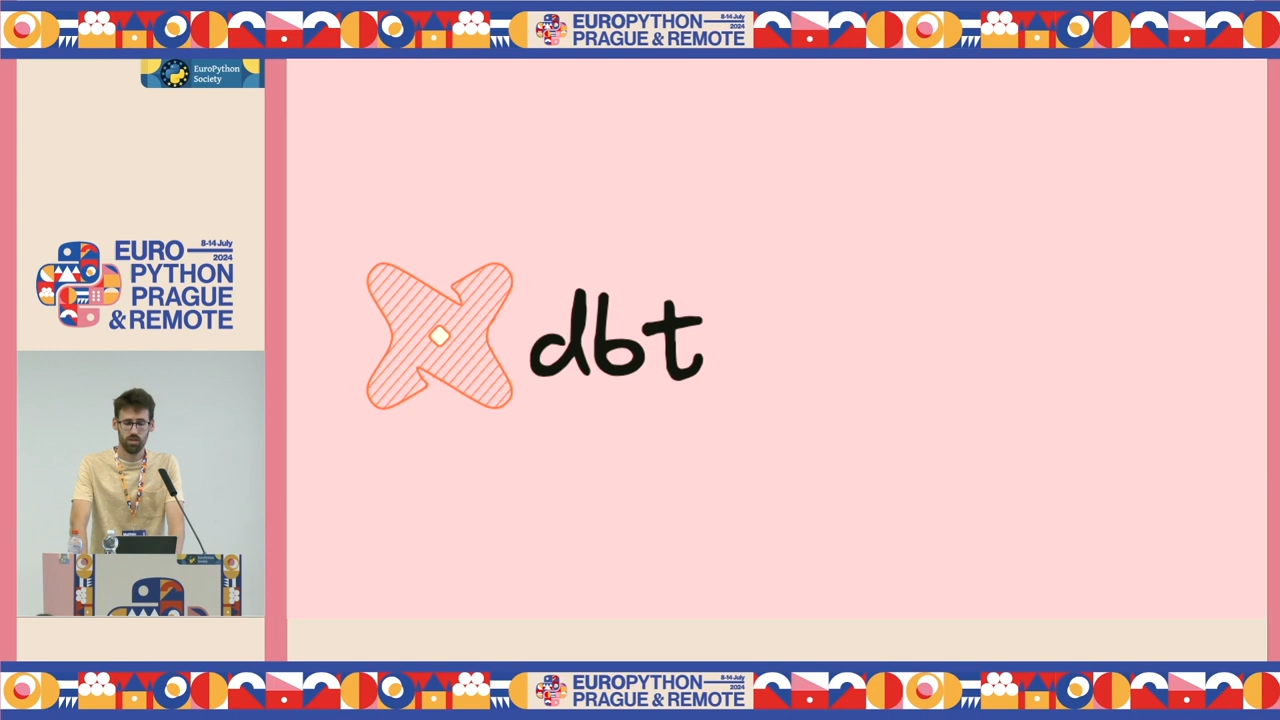 EUROPYTHON 8-14 July
PRAGUE & REMOTE 2024
EuroPython
Society
EURO 8-14 July
2024
PYTHON
PRAGUE
& REMOTE
dbt
EUROPYTHON 8-14 July
PRAGUE & REMOTE 2024